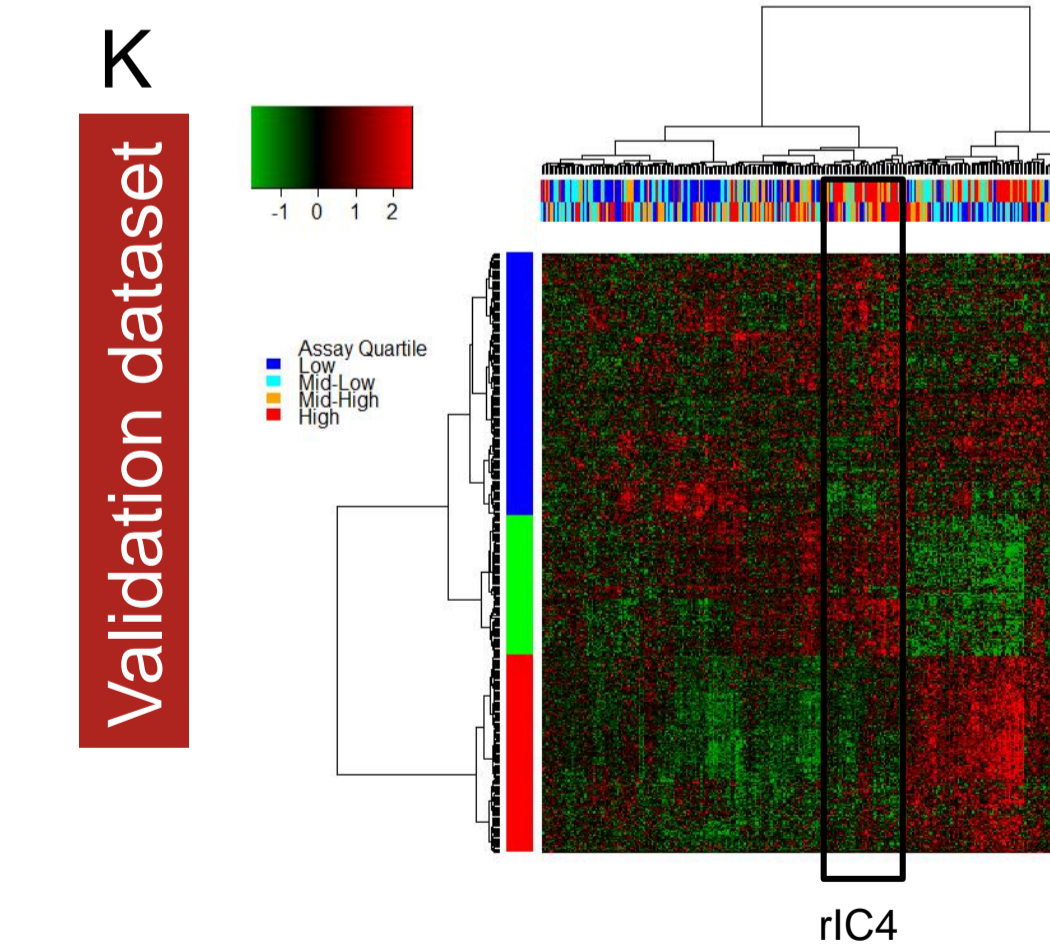 K
Validation dataset
-1 0 1 2
Assay Quartile
Low
Mid-Low
Mid-High
High
rIC4